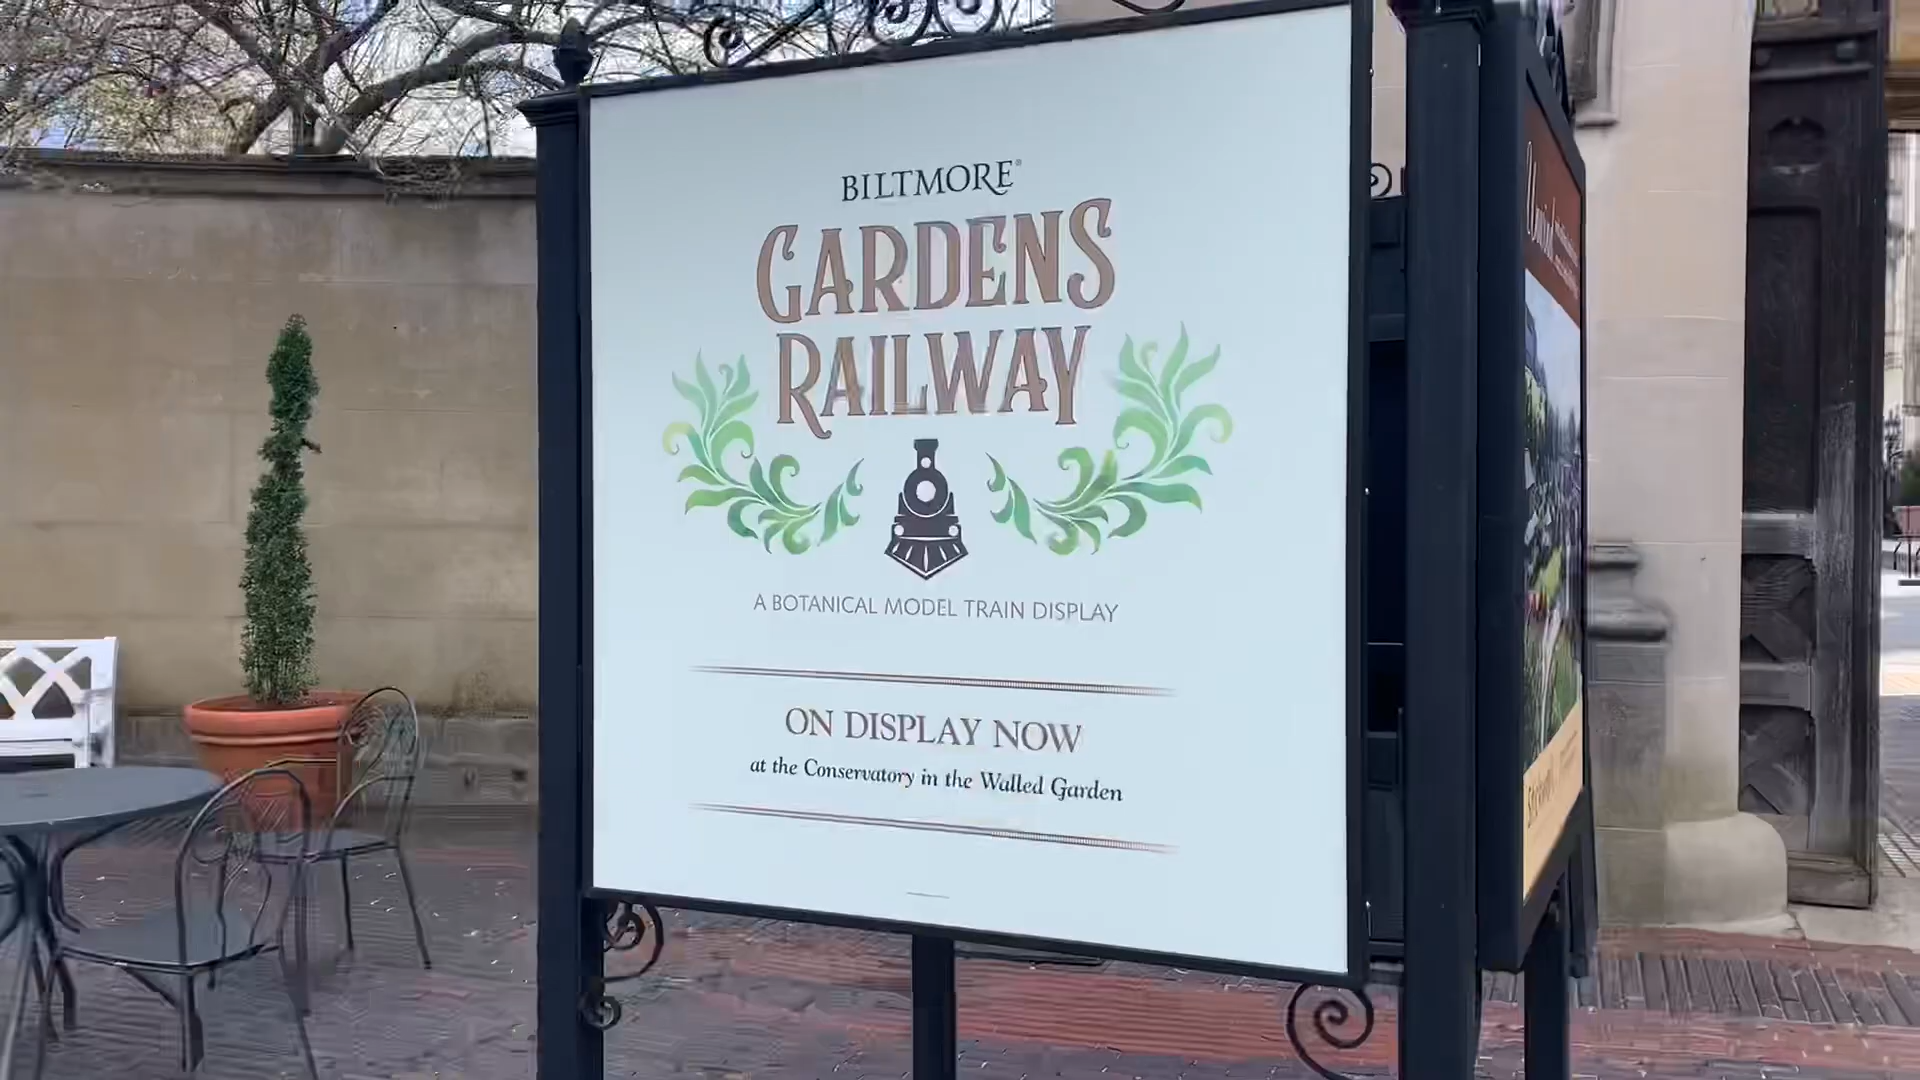 BILTMORE®
GARDENS
RAILWAY
A BOTANICAL MODEL TRAIN DISPLAY
ON DISPLAY NOW
at the Conservatory in the Walled Garden